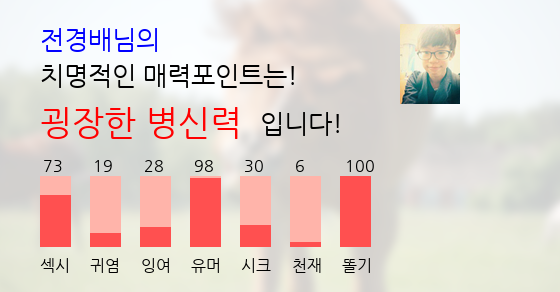 전경배님의
치명적인 매력포인트는!
굉장한 병신력 입니다!
73 19 28 98 30 6 100
섹시 귀염 잉여 유머 시크 천재 똘기